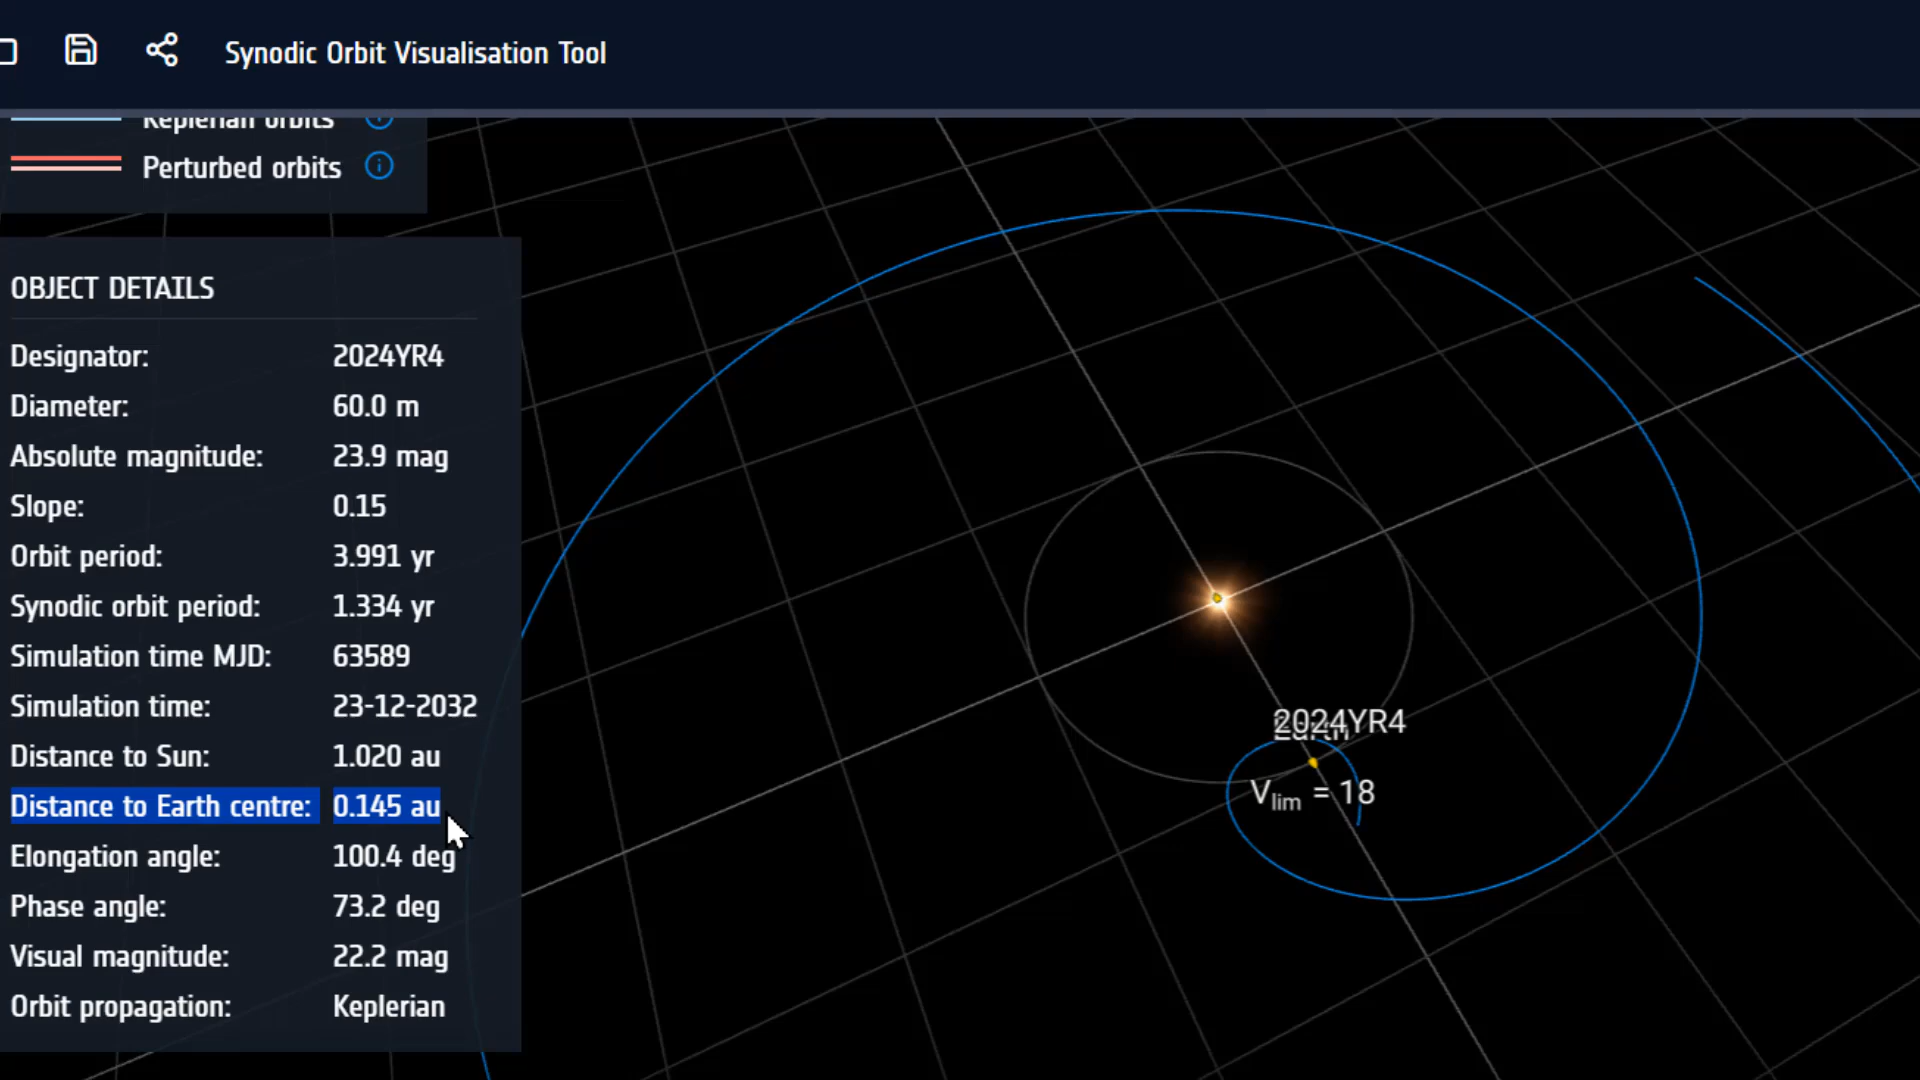 Synodic Orbit Visualisation Tool
Keplerian orbits
Perturbed orbits
OBJECT DETAILS
Designator: 2024YR4
Diameter: 60.0 m
Absolute magnitude: 23.9 mag
Slope: 0.15
Orbit period: 3.991 yr
Synodic orbit period: 1.334 yr
Simulation time MJD: 63589
Simulation time: 23-12-2032
Distance to Sun: 1.020 au
Distance to Earth centre: 0.145 au
Elongation angle: 100.4 deg
Phase angle: 73.2 deg
Visual magnitude: 22.2 mag
Orbit propagation: Keplerian
2024YR4
Earth
Vlim = 18